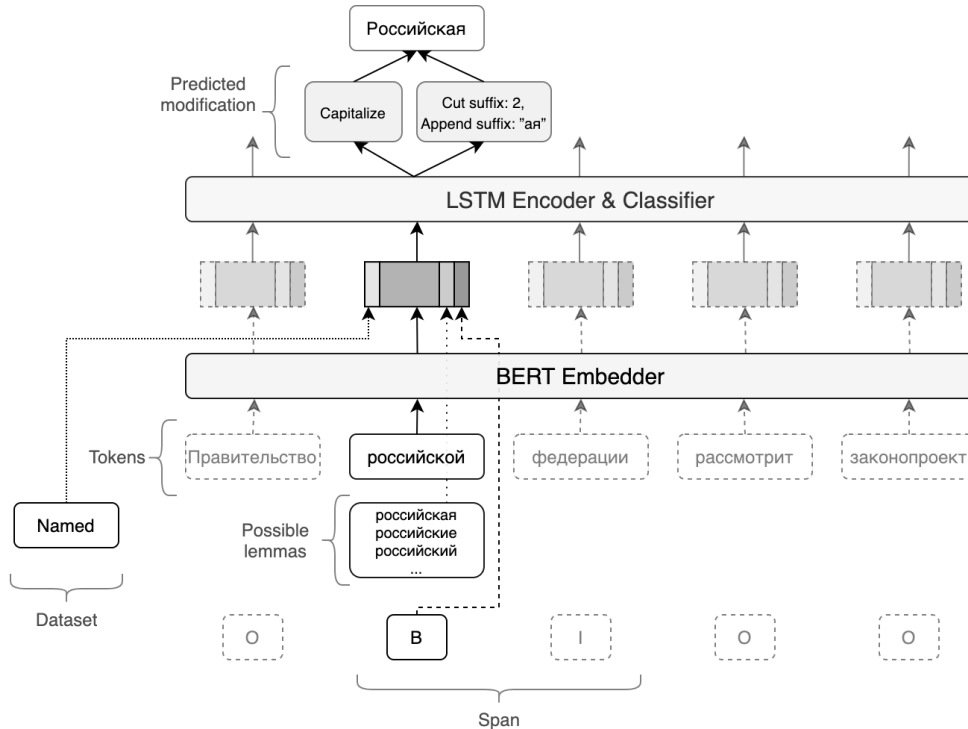 Российская
Predicted
modification
Capitalize
Cut suffix: 2,
Append suffix: "ая"
LSTM Encoder & Classifier
BERT Embedder
Tokens
Правительство
российской
федерации
рассмотрит
законопроект
Named
Possible
lemmas
российская
российские
российский
...
Dataset
O
B
I
O
O
Span